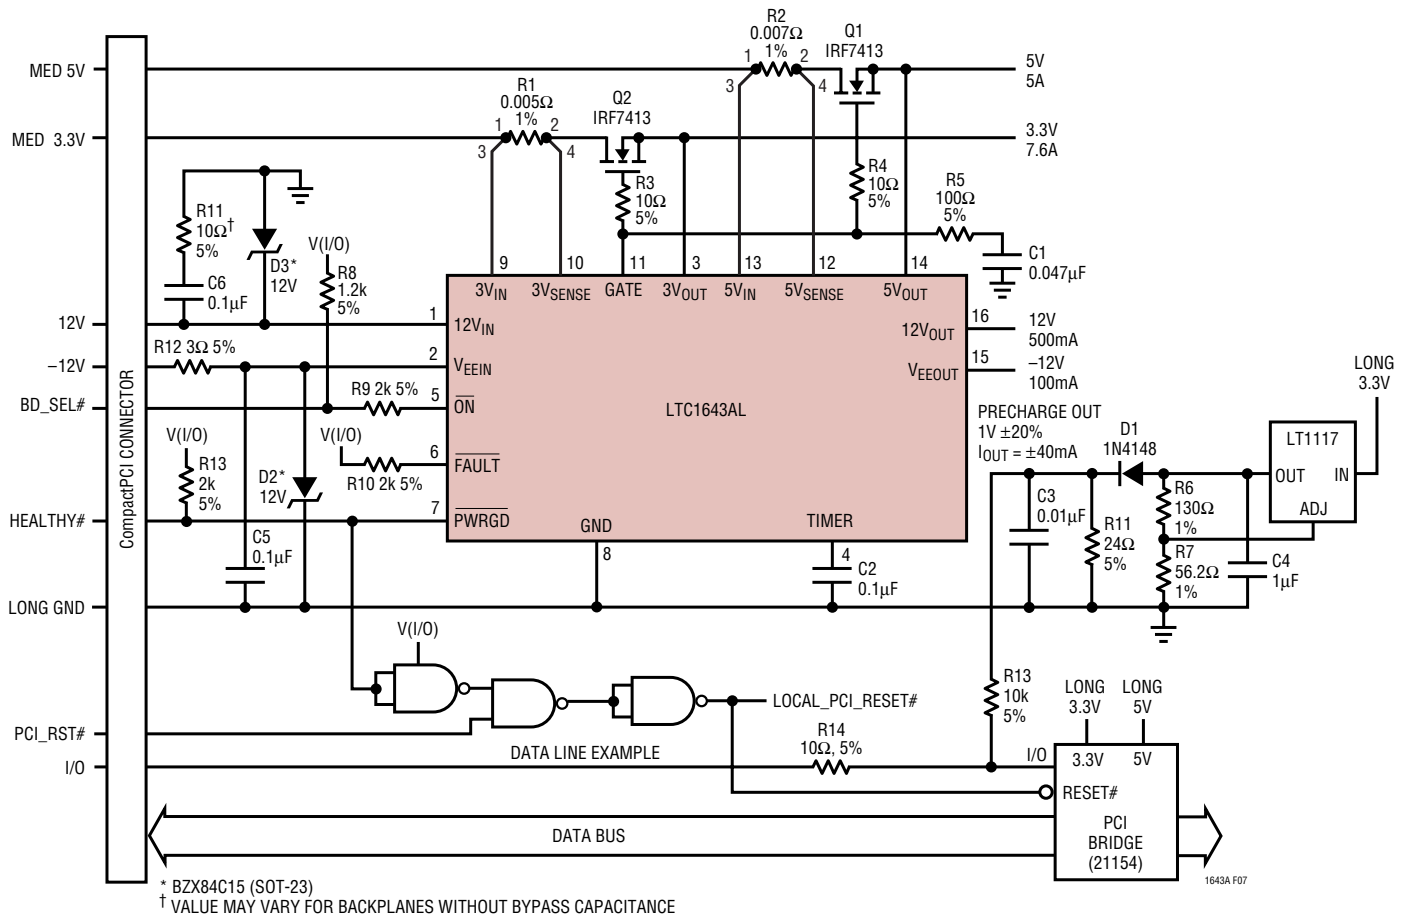 R2
0.007Ω
1%
Q1
IRF7413
1
2
3
4
MED 5V
5V
5A
R1
0.005Ω
1%
Q2
IRF7413
1
2
3
4
MED 3.3V
3.3V
7.6A
R3
10Ω
5%
R4
10Ω
5%
R5
100Ω
5%
C1
0.047µF
R11
10Ω†
5%
C6
0.1µF
D3*
12V
V(I/O)
R8
1.2k
5%
9
10
11
3
13
12
14
3VIN
3VSENSE
GATE
3VOUT
5VIN
5VSENSE
5VOUT
12V
1
12VIN
12VOUT
16
12V
500mA
R12 3Ω 5%
–12V
2
VEEIN
VEEOUT
15
–12V
100mA
BD_SEL#
R9 2k 5%
5
ON
LTC1643AL
CompactPCI CONNECTOR
V(I/O)
R13
2k
5%
V(I/O)
R10 2k 5%
6
FAULT
D2*
12V
HEALTHY#
7
PWRGD
GND
8
TIMER
4
C2
0.1µF
C5
0.1µF
LONG GND
PRECHARGE OUT
1V ±20%
IOUT = ±40mA
D1
1N4148
LONG
3.3V
LT1117
OUT
IN
ADJ
C3
0.01µF
R11
24Ω
5%
R6
130Ω
1%
R7
56.2Ω
1%
C4
1µF
V(I/O)
LOCAL_PCI_RESET#
PCI_RST#
DATA LINE EXAMPLE
I/O
R14
10Ω, 5%
R13
10k
5%
LONG
3.3V
LONG
5V
I/O
3.3V
5V
RESET#
PCI
BRIDGE
(21154)
DATA BUS
1643A F07
* BZX84C15 (SOT-23)
† VALUE MAY VARY FOR BACKPLANES WITHOUT BYPASS CAPACITANCE